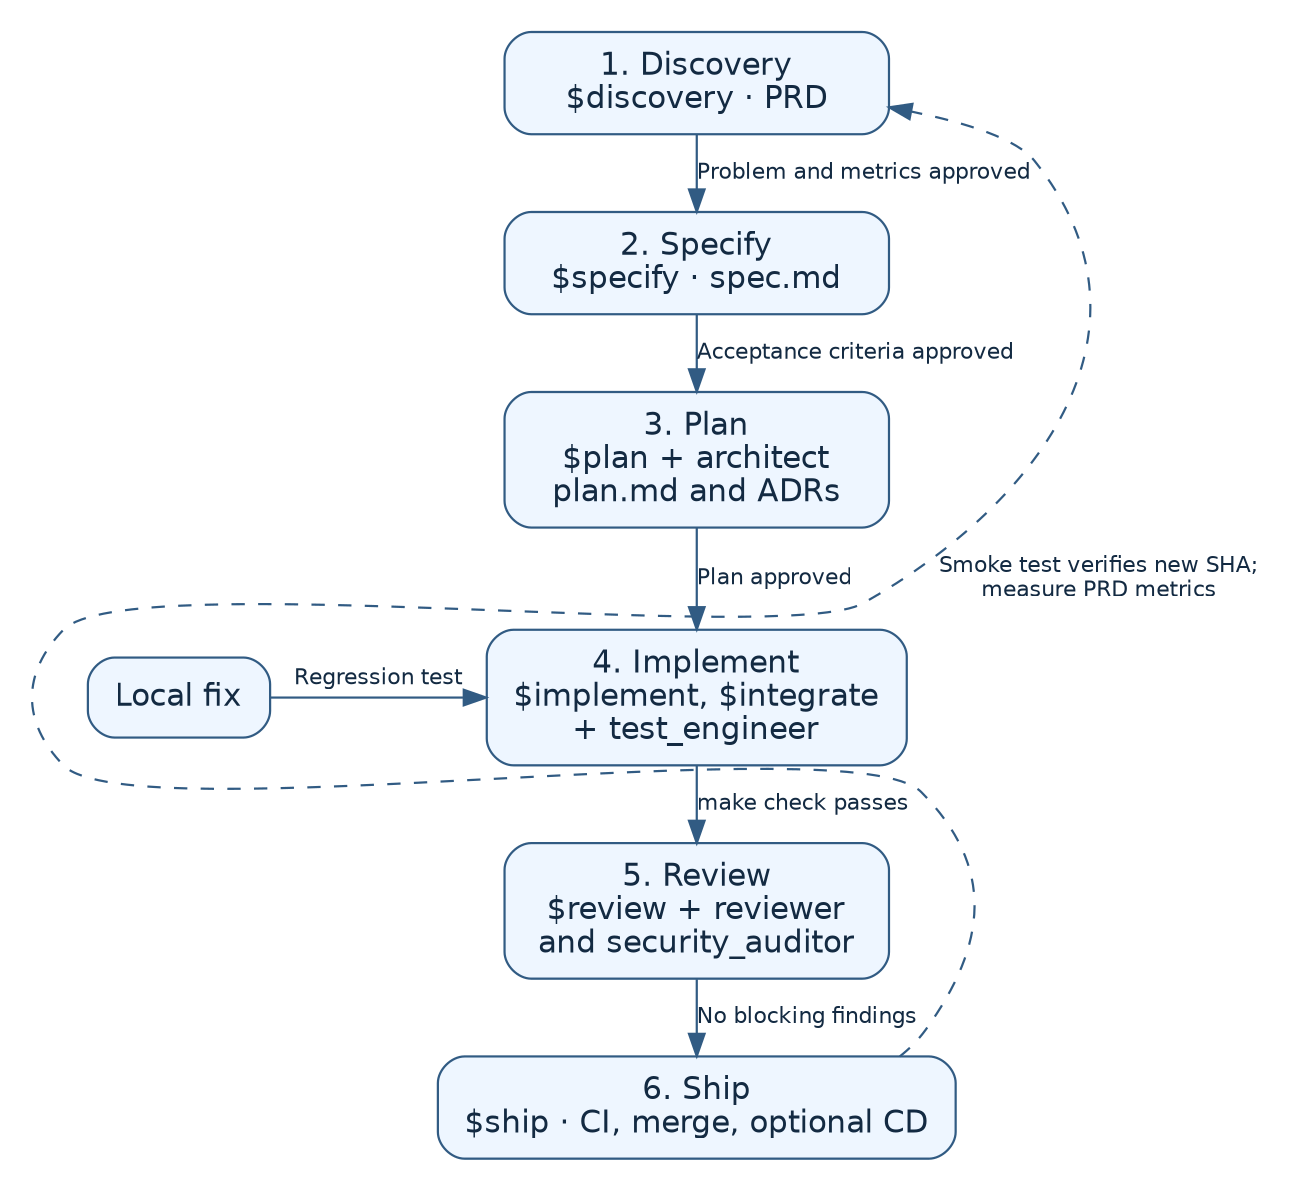 1. Discovery
$discovery · PRD
Problem and metrics approved
2. Specify
$specify · spec.md
Acceptance criteria approved
3. Plan
$plan + architect
plan.md and ADRs
Smoke test verifies new SHA;
measure PRD metrics
Plan approved
4. Implement
$implement, $integrate
+ test_engineer
Local fix
Regression test
make check passes
5. Review
$review + reviewer
and security_auditor
No blocking findings
6. Ship
$ship · CI, merge, optional CD